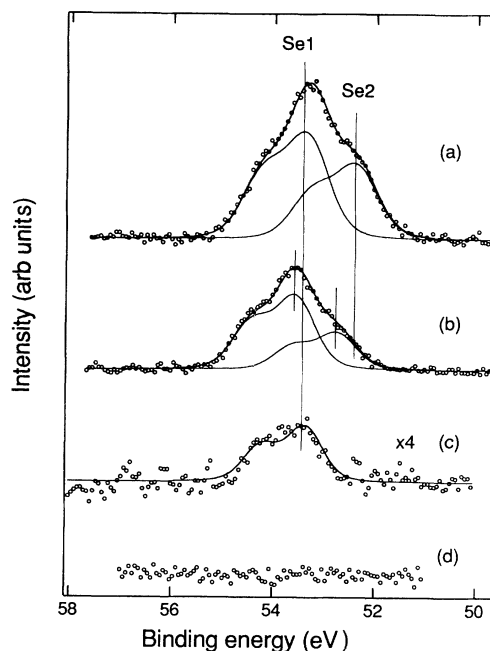 Se1
Se2
(a)
(b)
x4 (c)
(d)
Intensity (arb units)
58 56 54 52 50
Binding energy (eV)